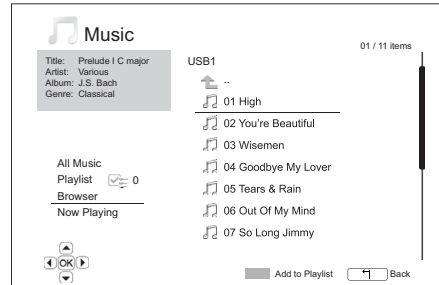 Music
01 / 11 items
Title: Prelude I C major
Artist: Various
Album: J.S. Bach
Genre: Classical
USB1
..
01 High
02 You're Beautiful
03 Wisemen
04 Goodbye My Lover
05 Tears & Rain
06 Out Of My Mind
07 So Long Jimmy
All Music
Playlist 0
Browser
Now Playing
OK
Add to Playlist
Back